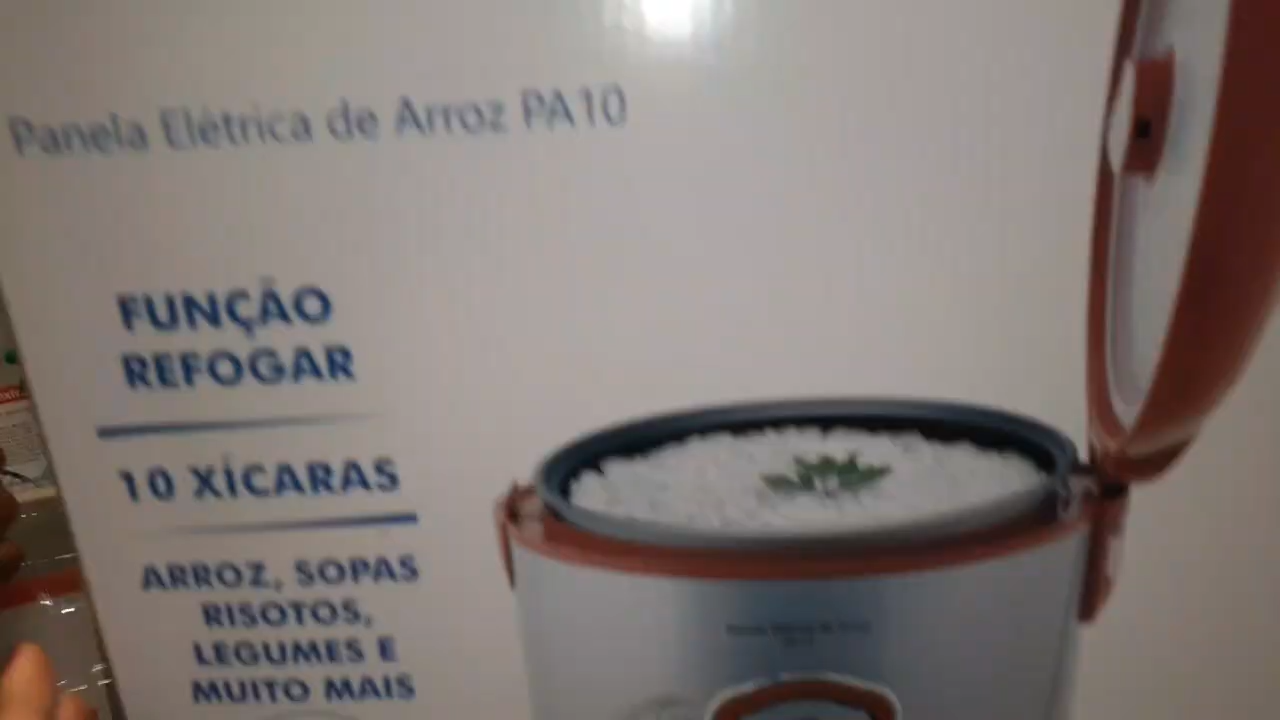 Panela Elétrica de Arroz PA10
FUNÇÃO
REFOGAR
10 XÍCARAS
ARROZ, SOPAS
RISOTOS,
LEGUMES E
MUITO MAIS